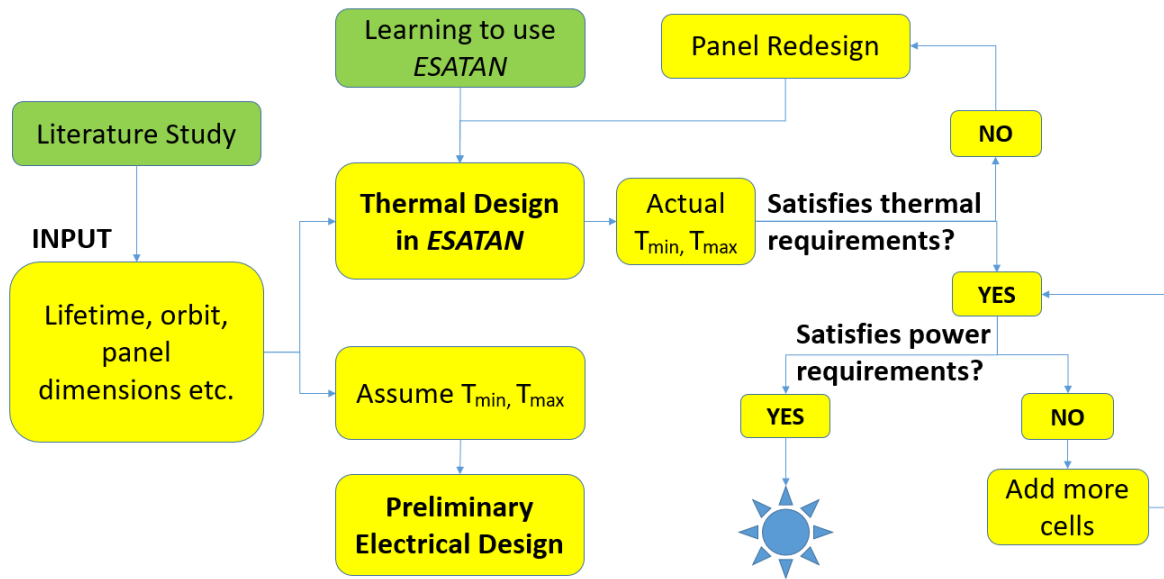 Learning to use
ESATAN
Panel Redesign
Literature Study
NO
Thermal Design
in ESATAN
Actual
Tmin, Tmax
Satisfies thermal
requirements?
INPUT
Lifetime, orbit,
panel
dimensions etc.
YES
Satisfies power
requirements?
Assume Tmin, Tmax
YES
NO
Preliminary
Electrical Design
Add more
cells